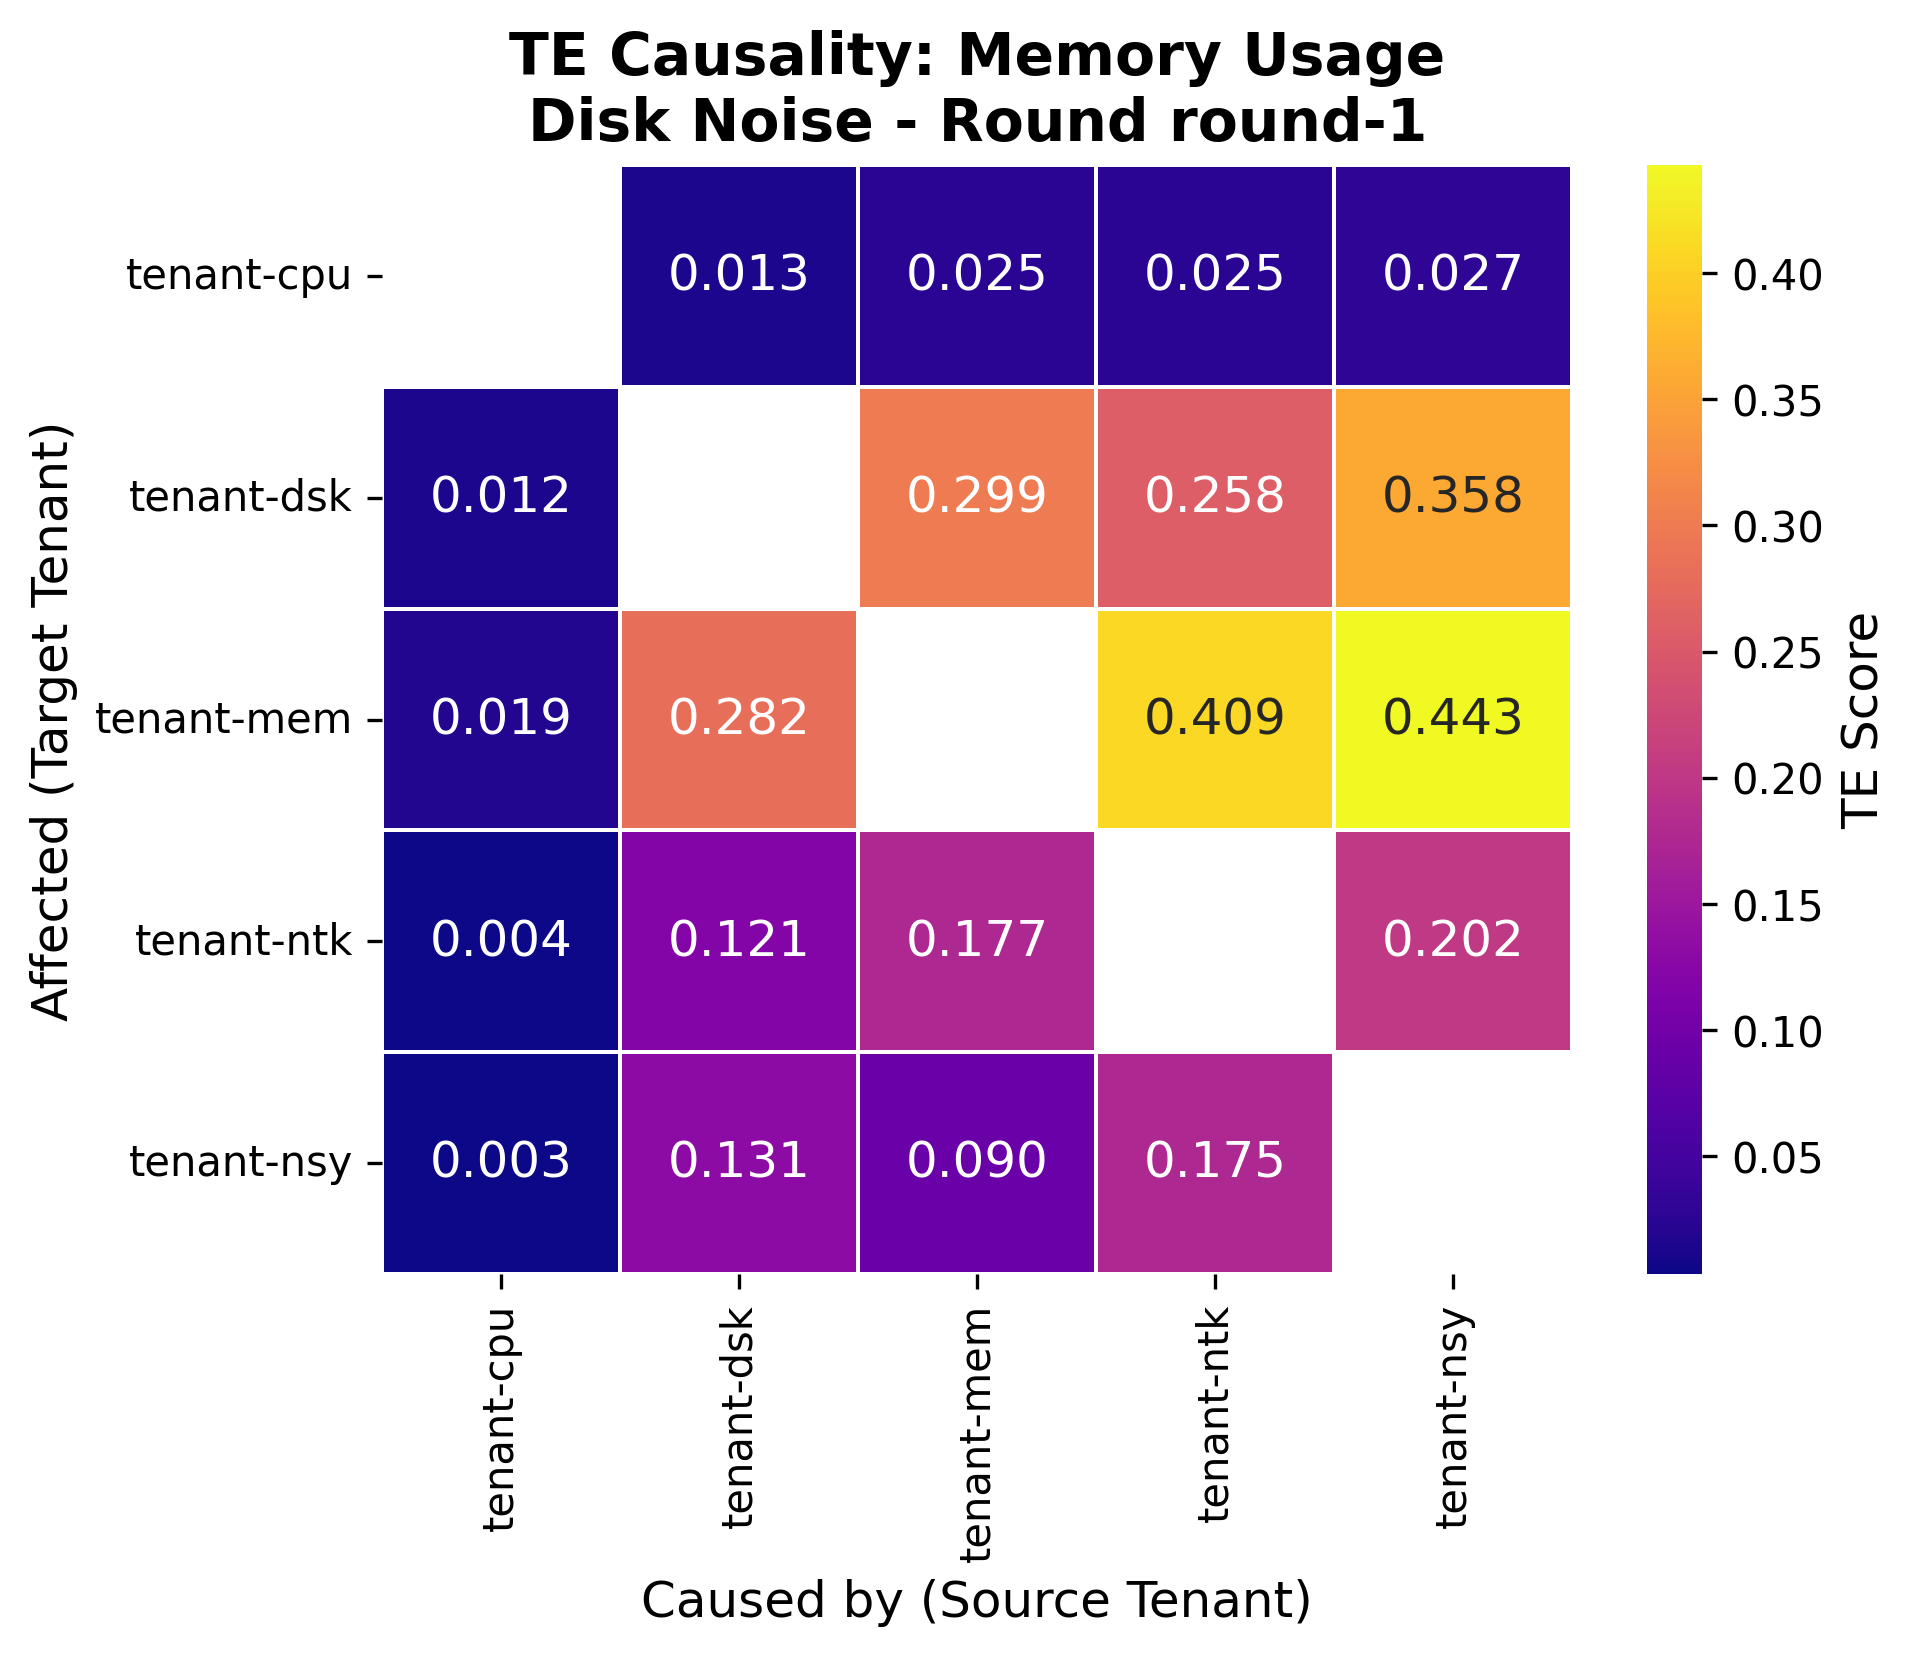 TE Causality: Memory Usage
Disk Noise - Round round-1
tenant-cpu
0.013 0.025 0.025 0.027
tenant-dsk
0.012 0.299 0.258 0.358
tenant-mem
0.019 0.282 0.409 0.443
tenant-ntk
0.004 0.121 0.177 0.202
tenant-nsy
0.003 0.131 0.090 0.175
Affected (Target Tenant)
tenant-cpu
tenant-dsk
tenant-mem
tenant-ntk
tenant-nsy
Caused by (Source Tenant)
0.40
0.35
0.30
0.25
0.20
0.15
0.10
0.05
TE Score